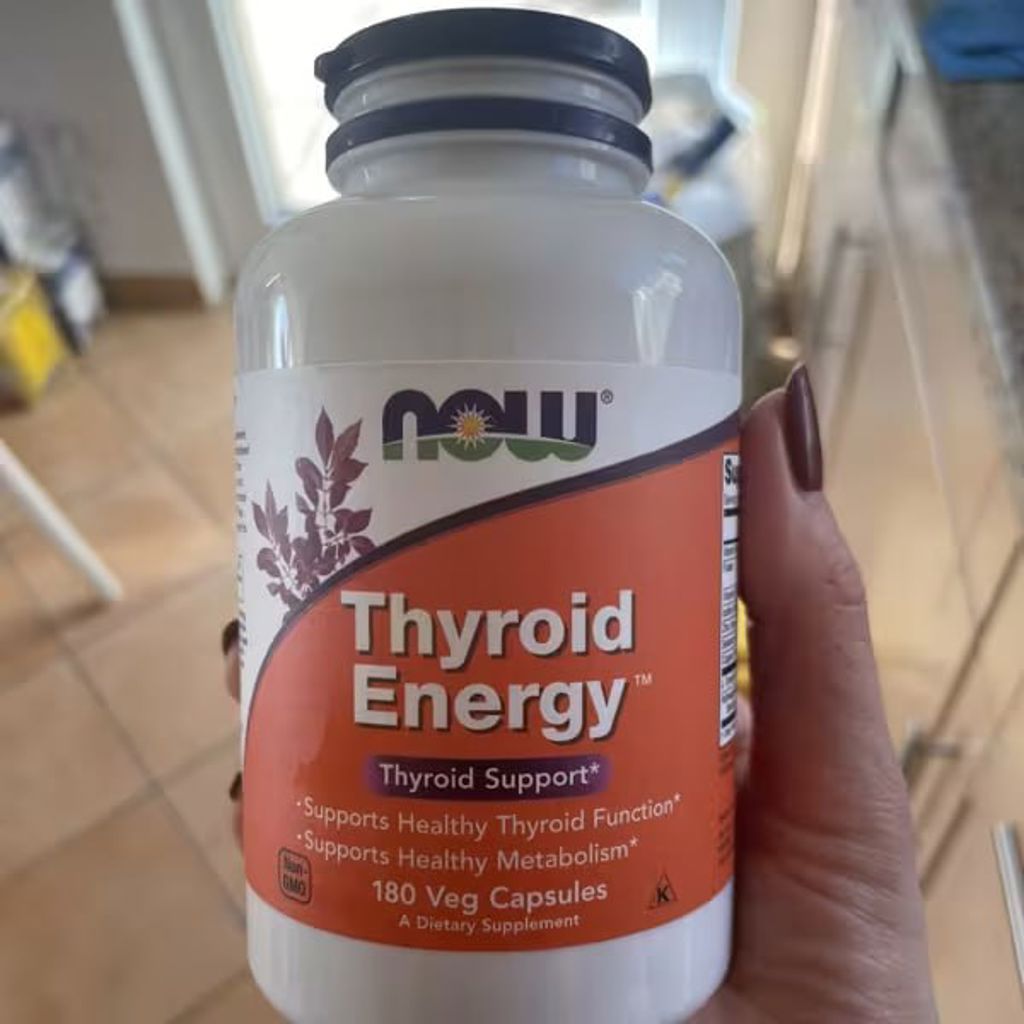 NOW®
Thyroid
Energy™
Thyroid Support*
• Supports Healthy Thyroid Function*
• Supports Healthy Metabolism*
Non-
GMO
180 Veg Capsules
K
A Dietary Supplement